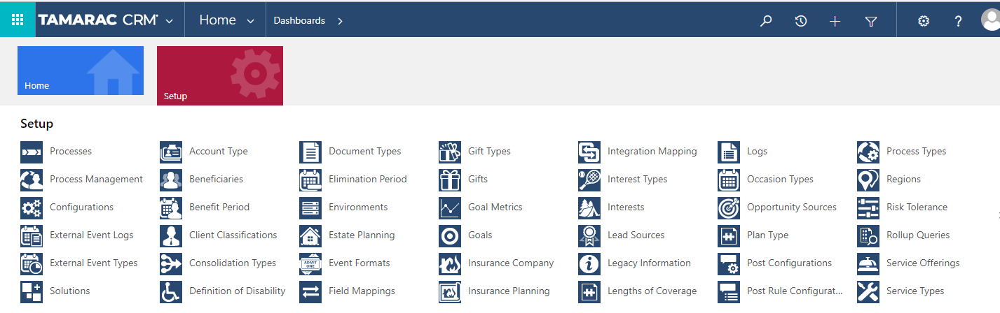 TAMARAC CRM Home Dashboards
Home
Setup
Setup
Processes Account Type Document Types Gift Types Integration Mapping Logs Process Types
Process Management Beneficiaries Elimination Period Gifts Interest Types Occasion Types Regions
Configurations Benefit Period Environments Goal Metrics Interests Opportunity Sources Risk Tolerance
External Event Logs Client Classifications Estate Planning Goals Lead Sources Plan Type Rollup Queries
External Event Types Consolidation Types ADMIT ONE Event Formats Insurance Company Legacy Information Post Configurations Service Offerings
Solutions Definition of Disability Field Mappings Insurance Planning Lengths of Coverage Post Rule Configurat... Service Types